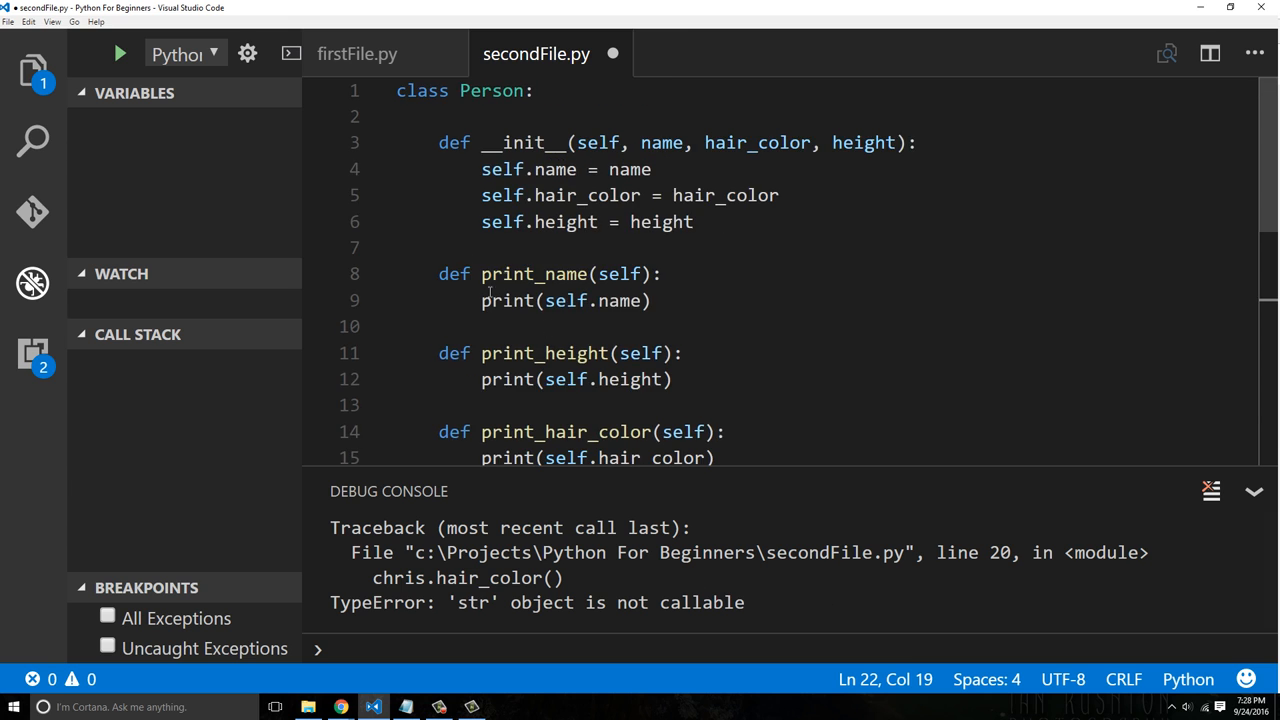 ● secondFile.py - Python For Beginners - Visual Studio Code
File Edit View Go Help
Pythor
firstFile.py
secondFile.py ●
1
VARIABLES
WATCH
CALL STACK
2
BREAKPOINTS
All Exceptions
Uncaught Exceptions
1 class Person:
2
3 def __init__(self, name, hair_color, height):
4 self.name = name
5 self.hair_color = hair_color
6 self.height = height
7
8 def print_name(self):
9 print(self.name)
10
11 def print_height(self):
12 print(self.height)
13
14 def print_hair_color(self):
15 print(self.hair_color)
DEBUG CONSOLE
Traceback (most recent call last):
File "c:\Projects\Python For Beginners\secondFile.py", line 20, in <module>
chris.hair_color()
TypeError: 'str' object is not callable
0 0
Ln 22, Col 19 Spaces: 4 UTF-8 CRLF Python
I'm Cortana. Ask me anything.
7:28 PM
9/24/2016